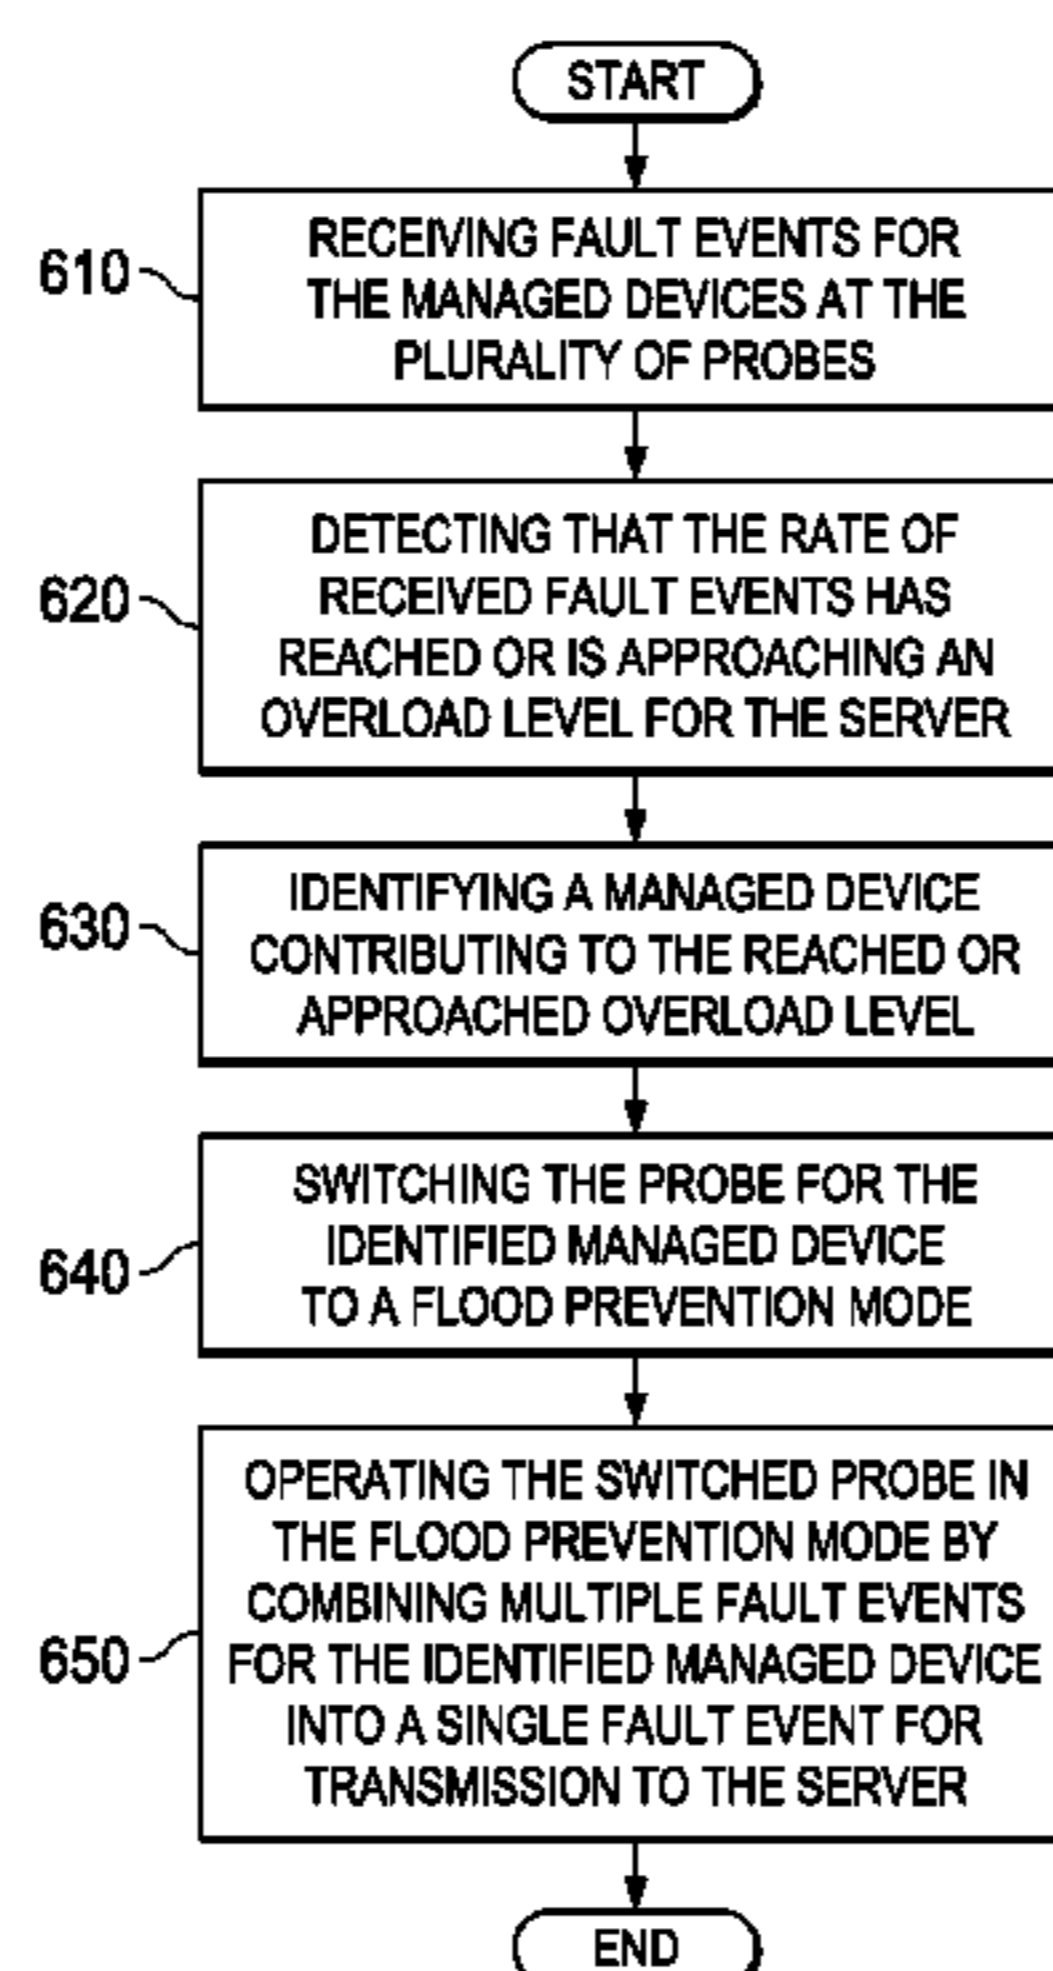 START
610
RECEIVING FAULT EVENTS FOR
THE MANAGED DEVICES AT THE
PLURALITY OF PROBES
620
DETECTING THAT THE RATE OF
RECEIVED FAULT EVENTS HAS
REACHED OR IS APPROACHING AN
OVERLOAD LEVEL FOR THE SERVER
630
IDENTIFYING A MANAGED DEVICE
CONTRIBUTING TO THE REACHED OR
APPROACHED OVERLOAD LEVEL
640
SWITCHING THE PROBE FOR THE
IDENTIFIED MANAGED DEVICE
TO A FLOOD PREVENTION MODE
650
OPERATING THE SWITCHED PROBE IN
THE FLOOD PREVENTION MODE BY
COMBINING MULTIPLE FAULT EVENTS
FOR THE IDENTIFIED MANAGED DEVICE
INTO A SINGLE FAULT EVENT FOR
TRANSMISSION TO THE SERVER
END